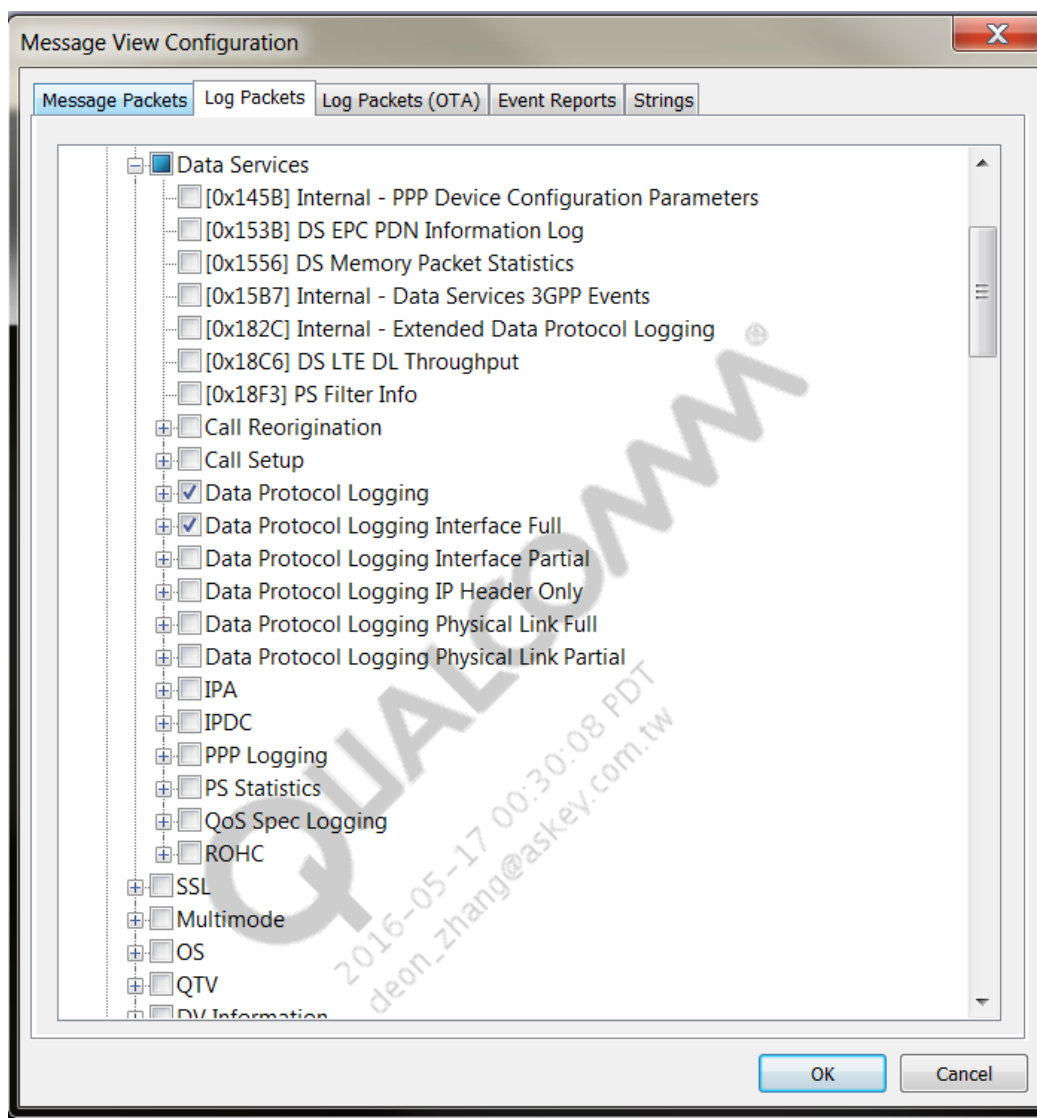 Message View Configuration
Message Packets Log Packets Log Packets (OTA) Event Reports Strings
Data Services
[0x145B] Internal - PPP Device Configuration Parameters
[0x153B] DS EPC PDN Information Log
[0x1556] DS Memory Packet Statistics
[0x15B7] Internal - Data Services 3GPP Events
[0x182C] Internal - Extended Data Protocol Logging
[0x18C6] DS LTE DL Throughput
[0x18F3] PS Filter Info
Call Reorigination
Call Setup
Data Protocol Logging
Data Protocol Logging Interface Full
Data Protocol Logging Interface Partial
Data Protocol Logging IP Header Only
Data Protocol Logging Physical Link Full
Data Protocol Logging Physical Link Partial
IPA
IPDC
PPP Logging
PS Statistics
QoS Spec Logging
ROHC
SSL
Multimode
OS
QTV
DV Information
OK Cancel
QUALCOMM®
2016-05-17 00:30:08 PDT
deon_zhang@askey.com.tw